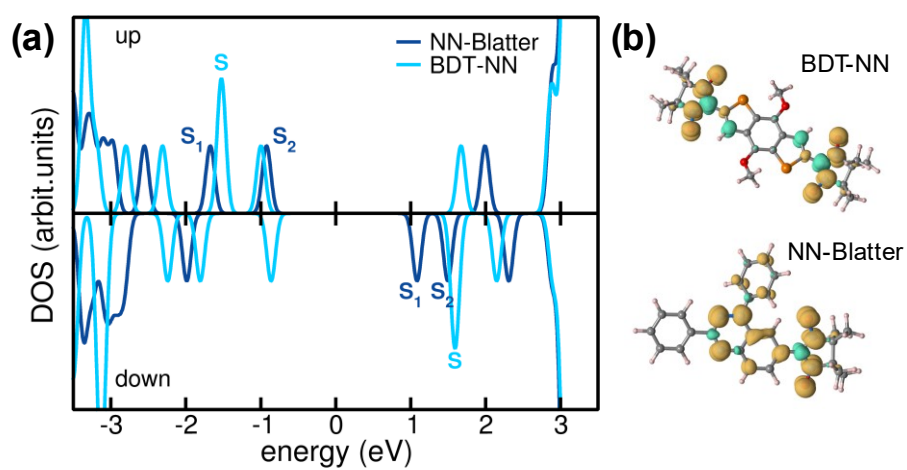 (a)
up
NN-Blatter
BDT-NN
S
S₁
S₂
DOS (arbit.units)
S₁
S₂
S
down
-3 -2 -1 0 1 2 3
energy (eV)
(b)
BDT-NN
NN-Blatter